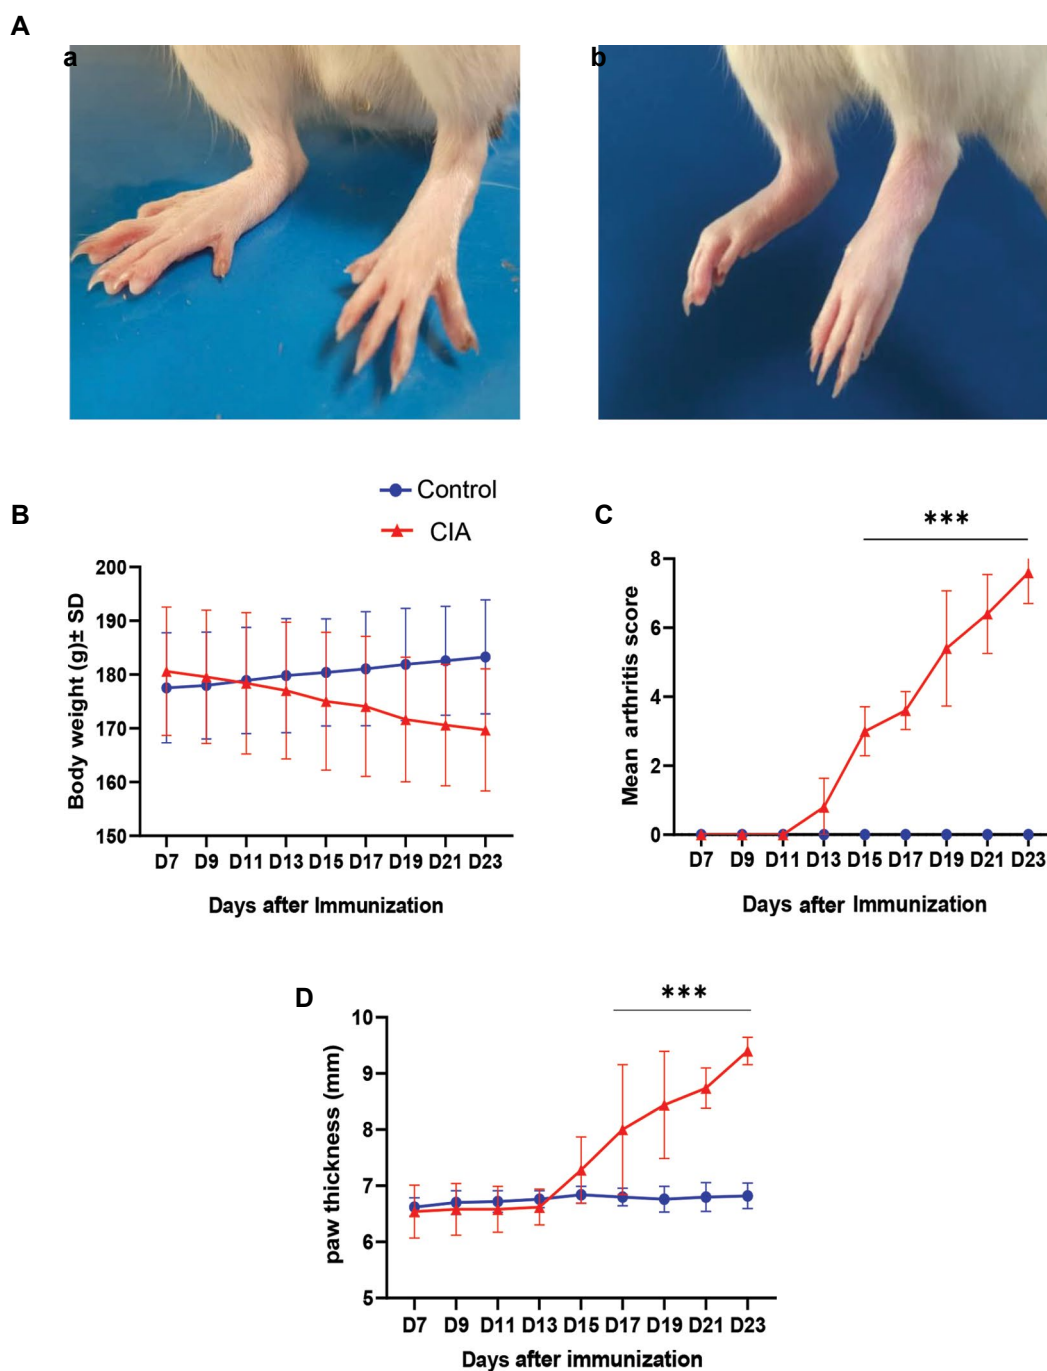 A
a
b
Control
CIA
B
Body weight (g)± SD
200
190
180
170
160
150
D7 D9 D11 D13 D15 D17 D19 D21 D23
Days after Immunization
C
***
Mean arthritis score
8
6
4
2
0
D7 D9 D11 D13 D15 D17 D19 D21 D23
Days after Immunization
D
***
paw thickness (mm)
10
9
8
7
6
5
D7 D9 D11 D13 D15 D17 D19 D21 D23
Days after immunization